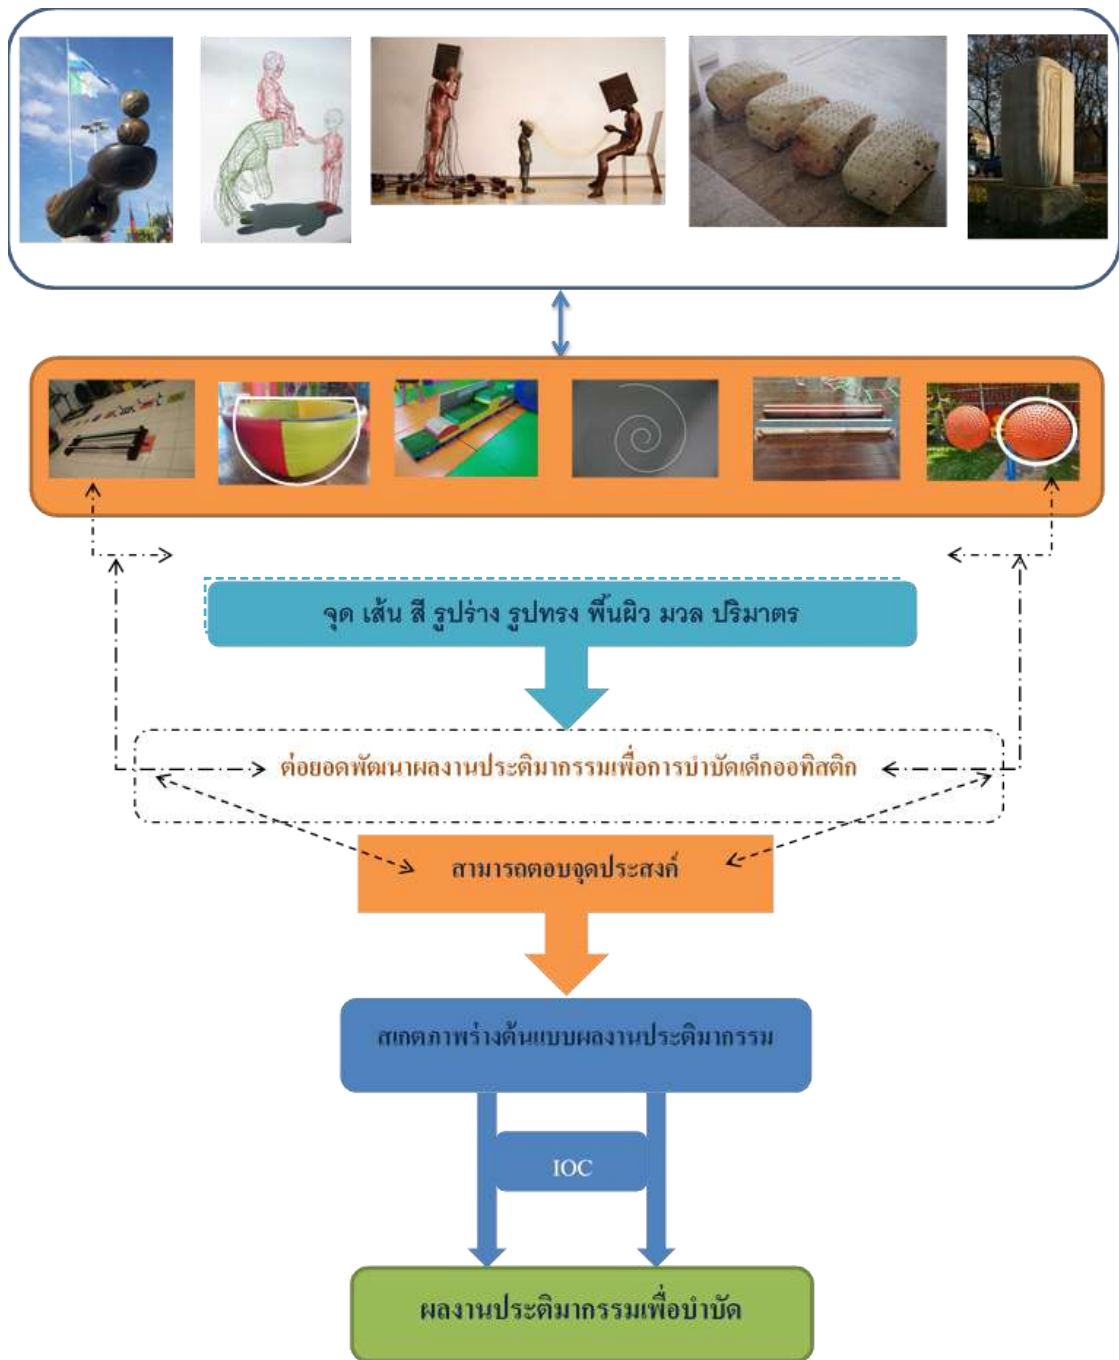 จุด เส้น สี รูปร่าง รูปทรง พื้นผิว มวล ปริมาตร
ต่อยอดพัฒนาผลงานประติมากรรมเพื่อการบำบัดเด็กออทิสติก
สามารถตอบจุดประสงค์
สเกตภาพร่างต้นแบบผลงานประติมากรรม
IOC
ผลงานประติมากรรมเพื่อบำบัด